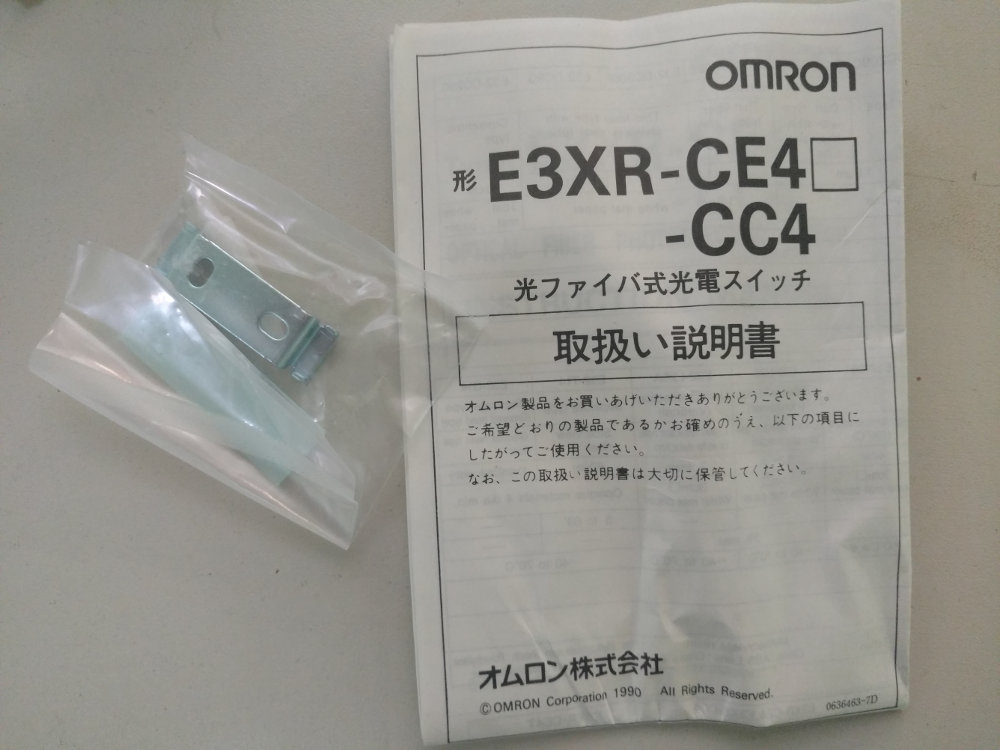 OMRON
形 E3XR-CE4□
-CC4
光ファイバ式光電スイッチ
取扱い説明書
オムロン製品をお買いあげいただきありがとうございます。
ご希望どおりの製品であるかお確めのうえ、以下の項目に
したがってご使用ください。
なお、この取扱い説明書は大切に保管してください。
オムロン株式会社
©OMRON Corporation 1990 All Rights Reserved.
0636463-7D